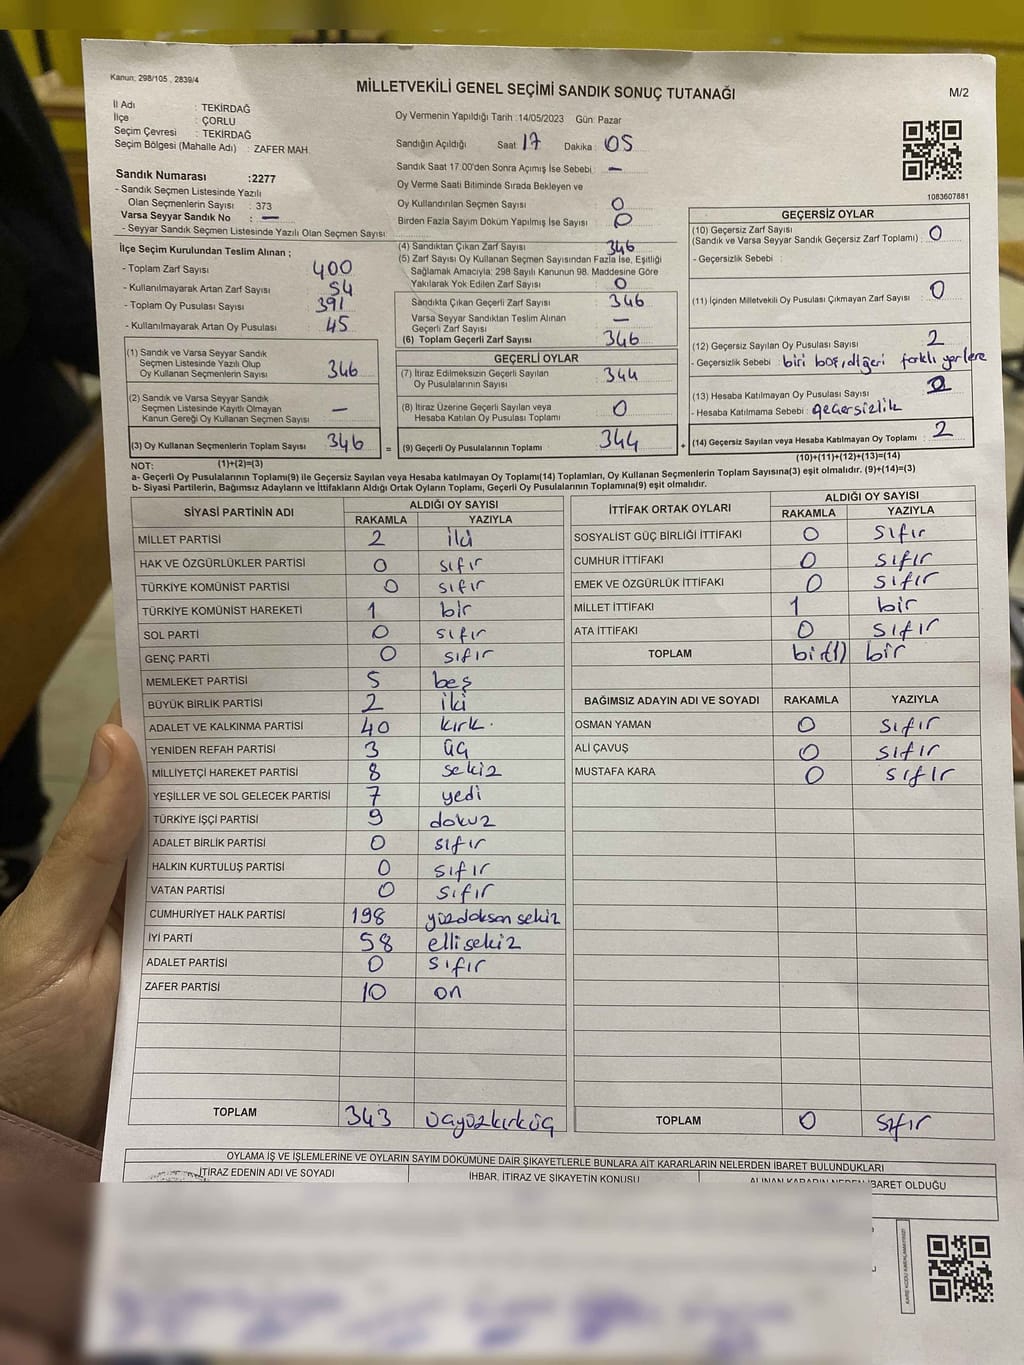 Kanun: 298/105 , 2839/4
MİLLETVEKİLİ GENEL SEÇİMİ SANDIK SONUÇ TUTANAĞI
M/2
İl Adı : TEKİRDAĞ
İlçe : ÇORLU
Seçim Çevresi : TEKİRDAĞ
Seçim Bölgesi (Mahalle Adı) : ZAFER MAH.
Sandık Numarası :2277
- Sandık Seçmen Listesinde Yazılı
Olan Seçmenlerin Sayısı : 373
Varsa Seyyar Sandık No : —
- Seyyar Sandık Seçmen Listesinde Yazılı Olan Seçmen Sayısı:
İlçe Seçim Kurulundan Teslim Alınan ;
- Toplam Zarf Sayısı 400
- Kullanılmayarak Artan Zarf Sayısı 54
- Toplam Oy Pusulası Sayısı 391
- Kullanılmayarak Artan Oy Pusulası 45
(1) Sandık ve Varsa Seyyar Sandık
Seçmen Listesinde Yazılı Olup
Oy Kullanan Seçmenlerin Sayısı 346
(2) Sandık ve Varsa Seyyar Sandık
Seçmen Listesinde Kayıtlı Olmayan
Kanun Gereği Oy Kullanan Seçmen Sayısı —
(3) Oy Kullanan Seçmenlerin Toplam Sayısı 346
(1)+(2)=(3)
Oy Vermenin Yapıldığı Tarih : 14/05/2023 Gün: Pazar
Sandığın Açıldığı Saat: 17 Dakika : 05
Sandık Saat 17:00'den Sonra Açımış İse Sebebi : —
Oy Verme Saati Bitiminde Sırada Bekleyen ve
Oy Kullandırılan Seçmen Sayısı 0
Birden Fazla Sayım Döküm Yapılmış İse Sayısı 0
(4) Sandıktan Çıkan Zarf Sayısı 346
(5) Zarf Sayısı Oy Kullanan Seçmen Sayısından Fazla İse, Eşitliği
Sağlamak Amacıyla; 298 Sayılı Kanunun 98. Maddesine Göre
Yakılarak Yok Edilen Zarf Sayısı : 0
Sandıkta Çıkan Geçerli Zarf Sayısı 346
Varsa Seyyar Sandıktan Teslim Alınan
Geçerli Zarf Sayısı —
(6) Toplam Geçerli Zarf Sayısı 346
GEÇERLİ OYLAR
(7) İtiraz Edilmeksizin Geçerli Sayılan
Oy Pusulalarının Sayısı 344
(8) İtiraz Üzerine Geçerli Sayılan veya
Hesaba Katılan Oy Pusulası Toplamı 0
= (9) Geçerli Oy Pusulalarının Toplamı 344
1083607881
GEÇERSİZ OYLAR
(10) Geçersiz Zarf Sayısı
(Sandık ve Varsa Seyyar Sandık Geçersiz Zarf Toplamı) : 0
- Geçersizlik Sebebi :
(11) İçinden Milletvekili Oy Pusulası Çıkmayan Zarf Sayısı : 0
(12) Geçersiz Sayılan Oy Pusulası Sayısı : 2
- Geçersizlik Sebebi : biri boş,diğeri farklı yerlere
(13) Hesaba Katılmayan Oy Pusulası Sayısı :
- Hesaba Katılmama Sebebi : geçersizlik
+ (14) Geçersiz Sayılan veya Hesaba Katılmayan Oy Toplamı : 2
(10)+(11)+(12)+(13)=(14)
NOT:
a- Geçerli Oy Pusulalarının Toplamı(9) ile Geçersiz Sayılan veya Hesaba katılmayan Oy Toplamı(14) Toplamları, Oy Kullanan Seçmenlerin Toplam Sayısına(3) eşit olmalıdır. (9)+(14)=(3)
b- Siyasi Partilerin, Bağımsız Adayların ve İttifakların Aldığı Ortak Oyların Toplamı, Geçerli Oy Pusulalarının Toplamına(9) eşit olmalıdır.
SİYASİ PARTİNİN ADI ALDIĞI OY SAYISI
RAKAMLA YAZIYLA
MİLLET PARTİSİ 2 iki
HAK VE ÖZGÜRLÜKLER PARTİSİ 0 sıfır
TÜRKİYE KOMÜNİST PARTİSİ 0 sıfır
TÜRKİYE KOMÜNİST HAREKETİ 1 bir
SOL PARTİ 0 sıfır
GENÇ PARTİ 0 sıfır
MEMLEKET PARTİSİ 5 beş
BÜYÜK BİRLİK PARTİSİ 2 iki
ADALET VE KALKINMA PARTİSİ 40 kırk.
YENİDEN REFAH PARTİSİ 3 üç
MİLLİYETÇİ HAREKET PARTİSİ 8 sekiz
YEŞİLLER VE SOL GELECEK PARTİSİ 7 yedi
TÜRKİYE İŞÇİ PARTİSİ 9 dokuz
ADALET BİRLİK PARTİSİ 0 sıfır
HALKIN KURTULUŞ PARTİSİ 0 sıfır
VATAN PARTİSİ 0 sıfır
CUMHURİYET HALK PARTİSİ 198 yüzdoksan sekiz
İYİ PARTİ 58 elli sekiz
ADALET PARTİSİ 0 sıfır
ZAFER PARTİSİ 10 on
TOPLAM 343 üçyüzkırküç
İTTİFAK ORTAK OYLARI ALDIĞI OY SAYISI
RAKAMLA YAZIYLA
SOSYALİST GÜÇ BİRLİĞİ İTTİFAKI 0 sıfır
CUMHUR İTTİFAKI 0 sıfır
EMEK VE ÖZGÜRLÜK İTTİFAKI 0 sıfır
MİLLET İTTİFAKI 1 bir
ATA İTTİFAKI 0 sıfır
TOPLAM bir(1) bir
BAĞIMSIZ ADAYIN ADI VE SOYADI RAKAMLA YAZIYLA
OSMAN YAMAN 0 sıfır
ALİ ÇAVUŞ 0 sıfır
MUSTAFA KARA 0 sıfır
TOPLAM 0 sıfır
OYLAMA İŞ VE İŞLEMLERİNE VE OYLARIN SAYIM DÖKÜMÜNE DAİR ŞİKAYETLERLE BUNLARA AİT KARARLARIN NELERDEN İBARET BULUNDUKLARI
İTİRAZ EDENİN ADI VE SOYADI İHBAR, İTİRAZ VE ŞİKAYETİN KONUSU ALINAN KARARIN NEDEN İBARET OLDUĞU